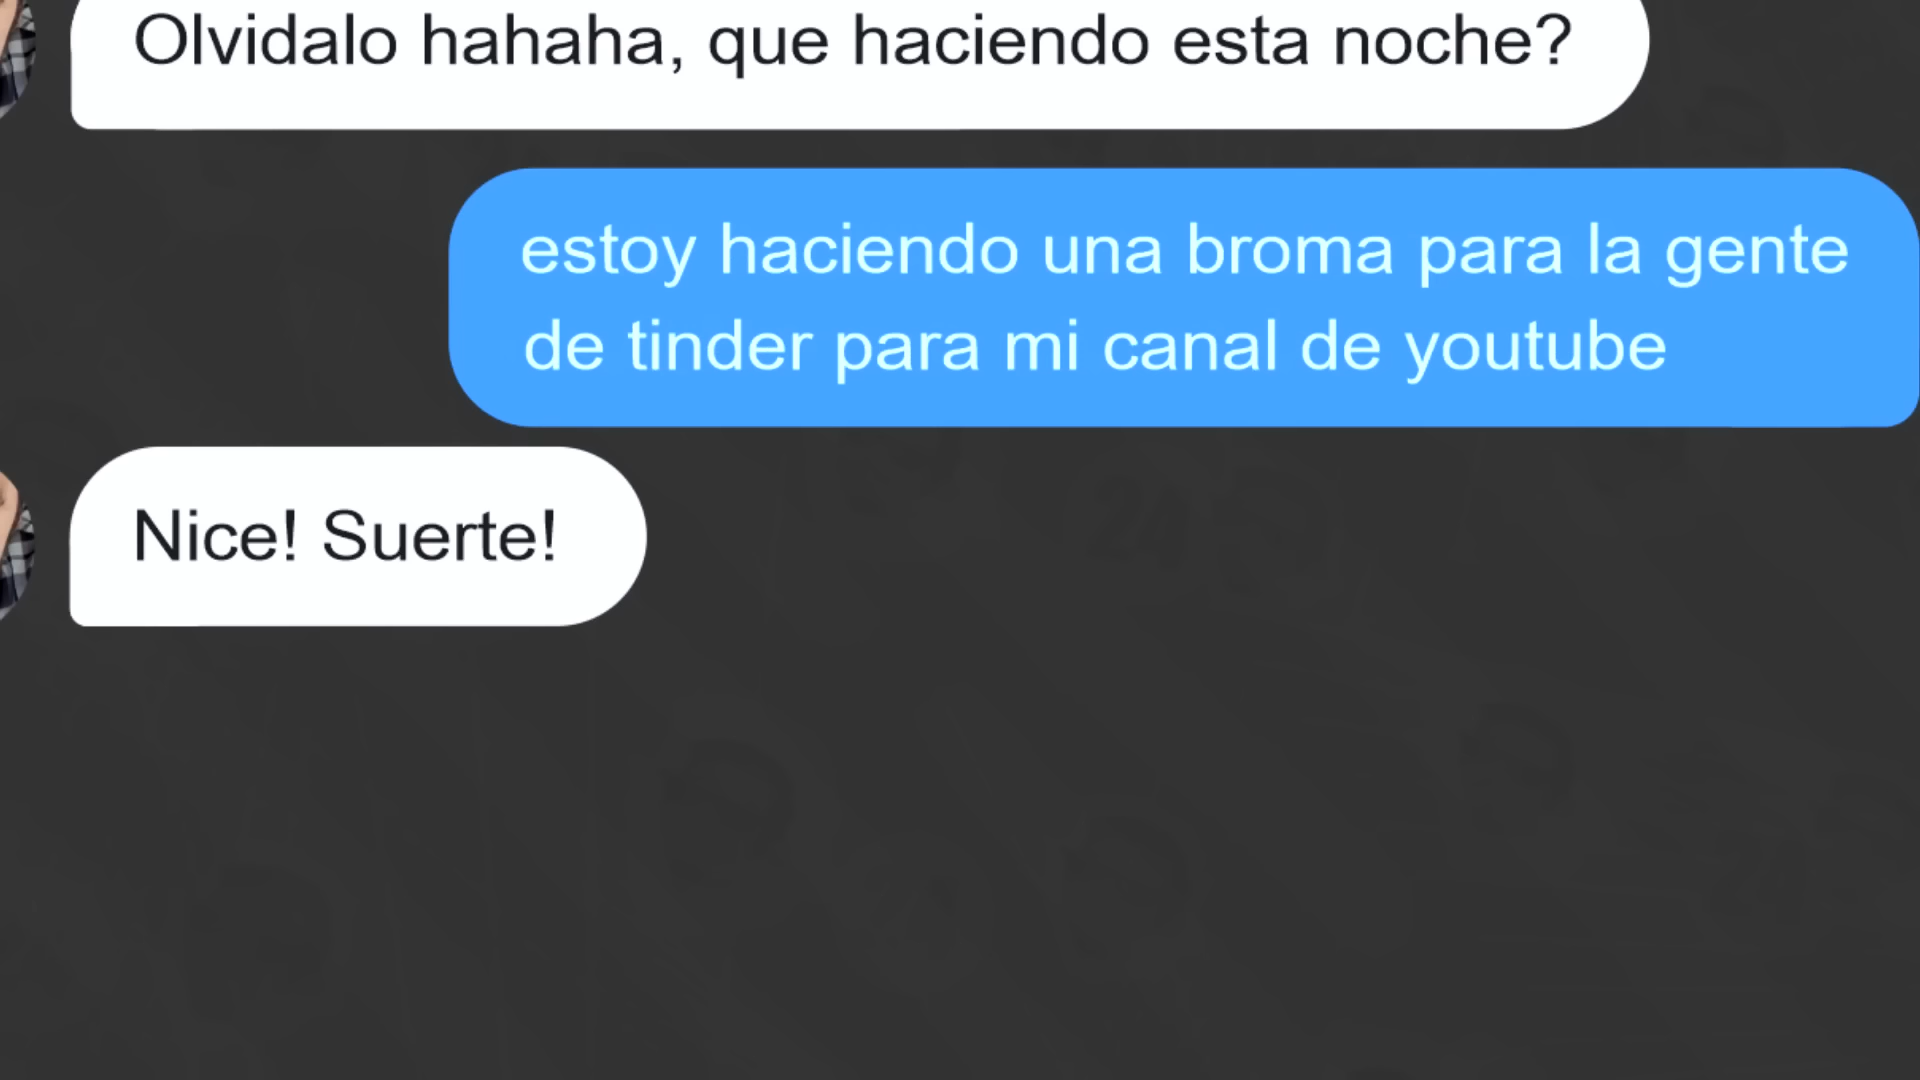 Olvidalo hahaha, que haciendo esta noche?
estoy haciendo una broma para la gente
de tinder para mi canal de youtube
Nice! Suerte!